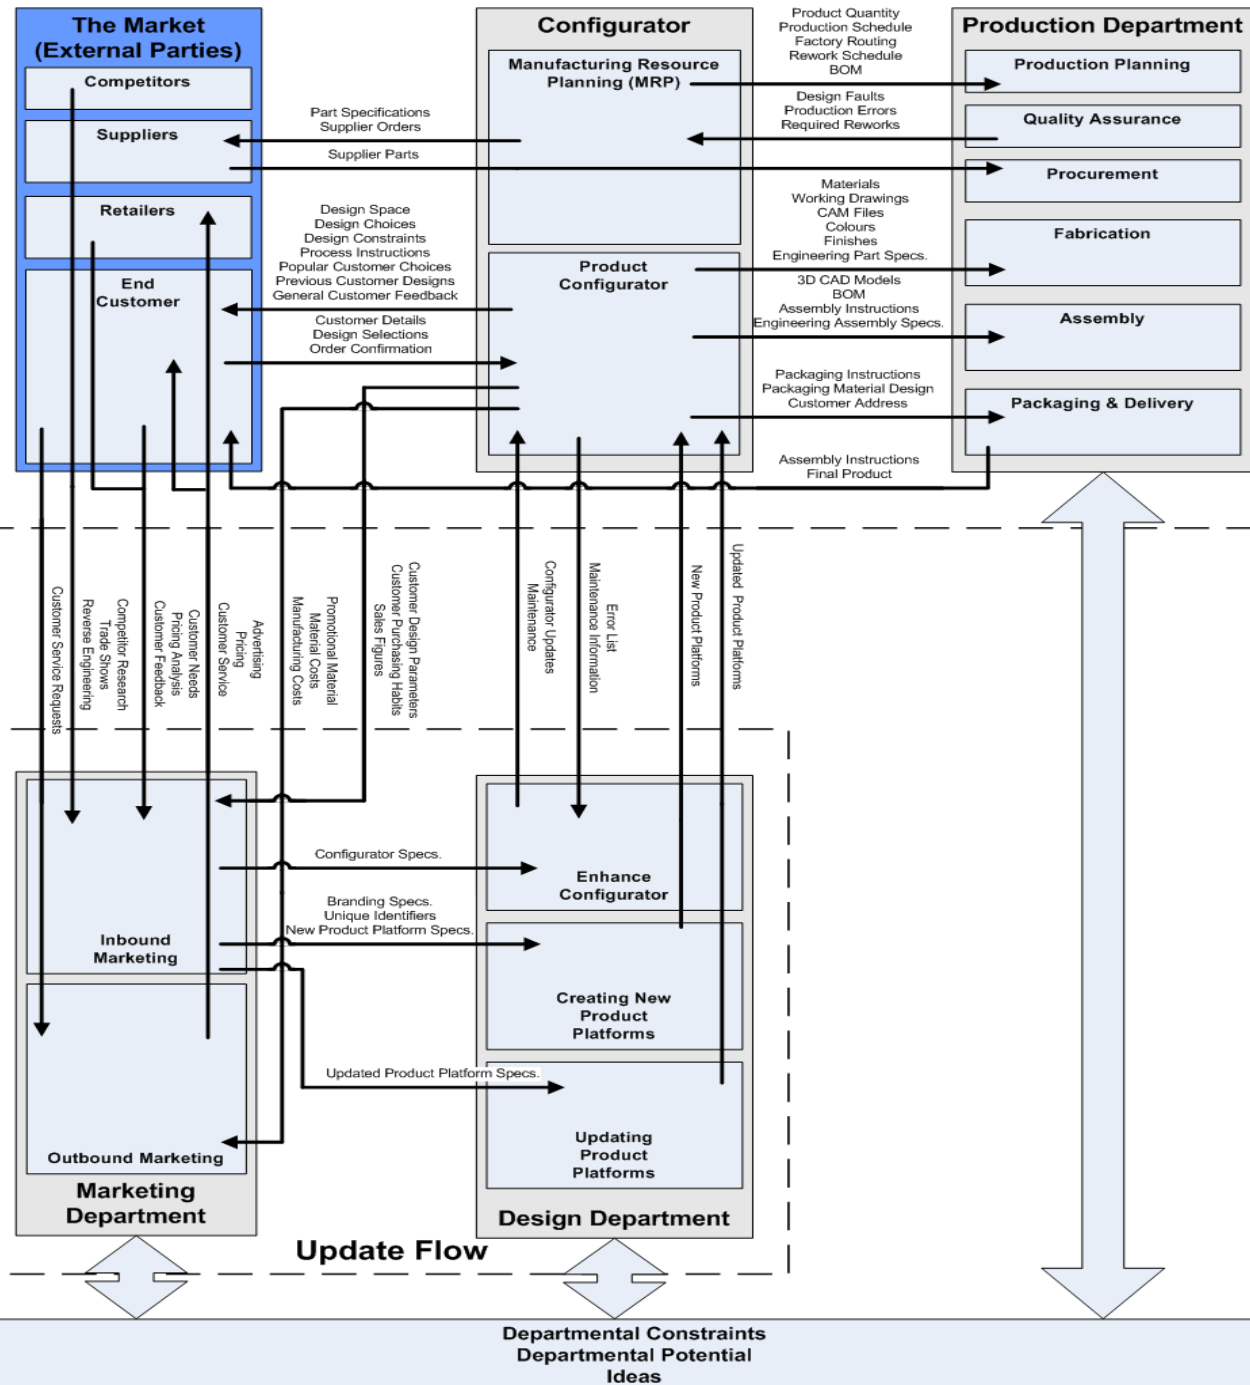 The Market
(External Parties)
Competitors
Suppliers
Retailers
End
Customer
Part Specifications
Supplier Orders
Supplier Parts
Design Space
Design Choices
Design Constraints
Process Instructions
Popular Customer Choices
Previous Customer Designs
General Customer Feedback
Customer Details
Design Selections
Order Confirmation
Configurator
Manufacturing Resource
Planning (MRP)
Product
Configurator
Product Quantity
Production Schedule
Factory Routing
Rework Schedule
BOM
Design Faults
Production Errors
Required Reworks
Materials
Working Drawings
CAM Files
Colours
Finishes
Engineering Part Specs.
3D CAD Models
BOM
Assembly Instructions
Engineering Assembly Specs.
Packaging Instructions
Packaging Material Design
Customer Address
Assembly Instructions
Final Product
Production Department
Production Planning
Quality Assurance
Procurement
Fabrication
Assembly
Packaging & Delivery
Customer Service Requests
Competitor Research
Trade Shows
Reverse Engineering
Customer Needs
Pricing Analysis
Customer Feedback
Advertising
Pricing
Customer Service
Promotional Material
Material Costs
Manufacturing Costs
Customer Design Parameters
Customer Purchasing Habits
Sales Figures
Configurator Updates
Maintenance
Error List
Maintenance Information
New Product Platforms
Updated Product Platforms
Inbound
Marketing
Outbound Marketing
Marketing
Department
Configurator Specs.
Branding Specs.
Unique Identifiers
New Product Platform Specs.
Updated Product Platform Specs.
Enhance
Configurator
Creating New
Product
Platforms
Updating
Product
Platforms
Design Department
Update Flow
Departmental Constraints
Departmental Potential
Ideas